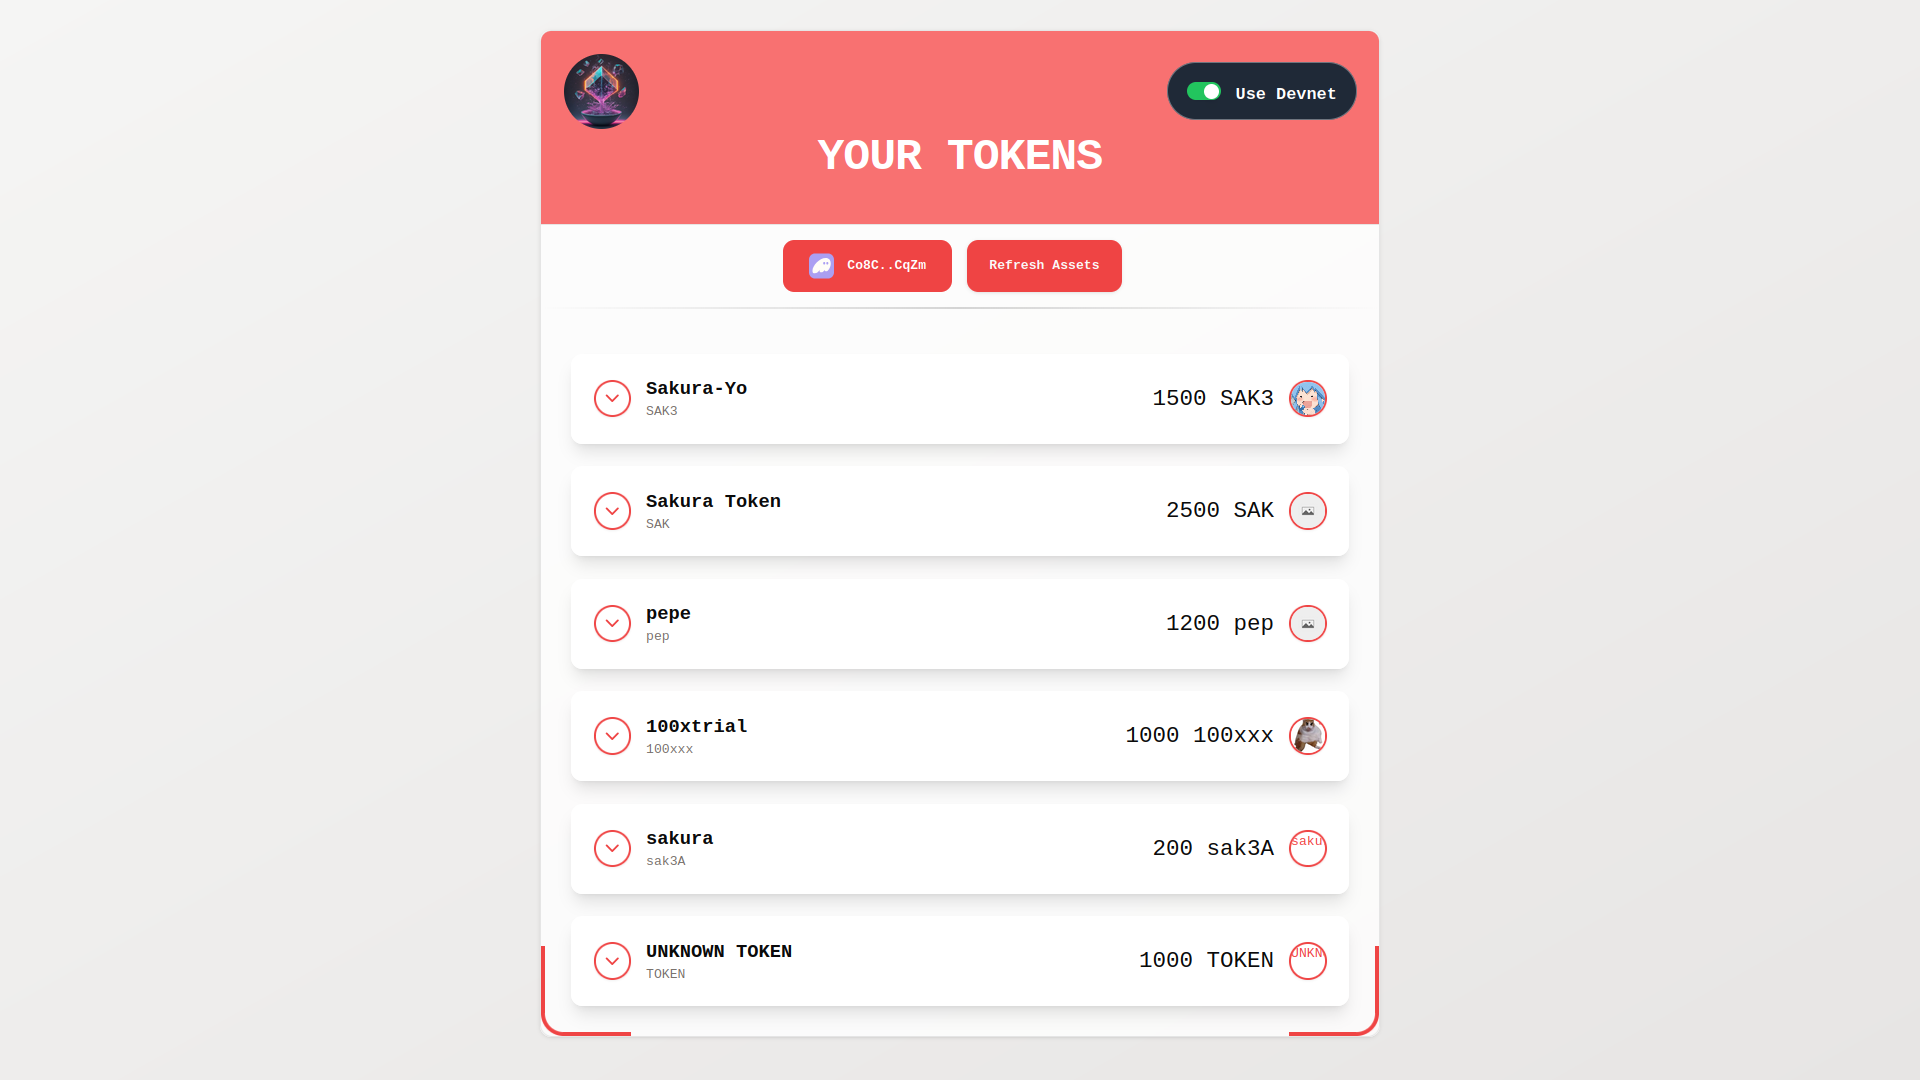 Use Devnet
YOUR TOKENS
Co8C..CqZm
Refresh Assets
Sakura-Yo
SAK3
1500 SAK3
Sakura Token
SAK
2500 SAK
pepe
pep
1200 pep
100xtrial
100xxx
1000 100xxx
sakura
sak3A
200 sak3A
saku
UNKNOWN TOKEN
TOKEN
1000 TOKEN
UNKN